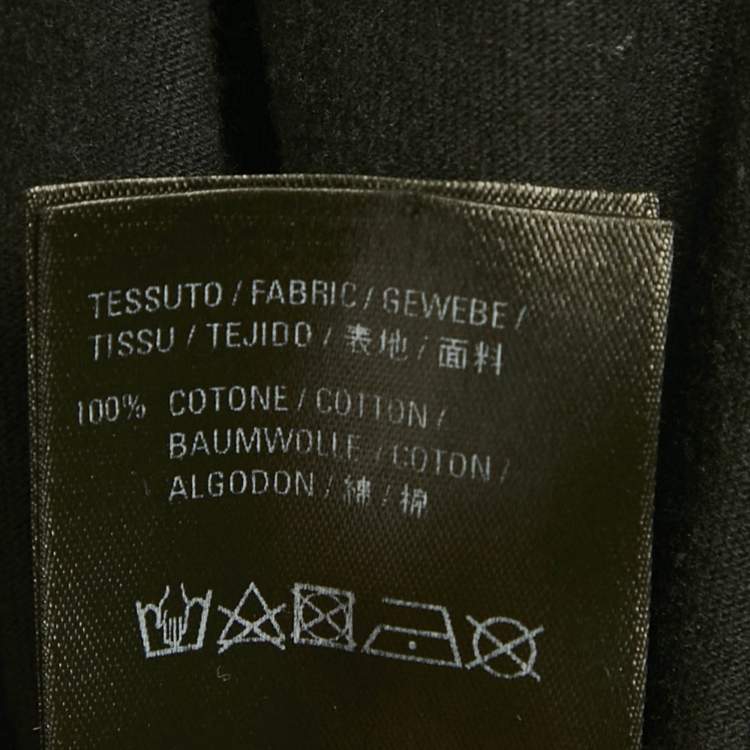 TESSUTO / FABRIC / GEWEBE /
TISSU / TEJIDO / 表地 / 面料
100% COTONE / COTTON /
BAUMWOLLE / COTON /
ALGODON / 綿 / 棉